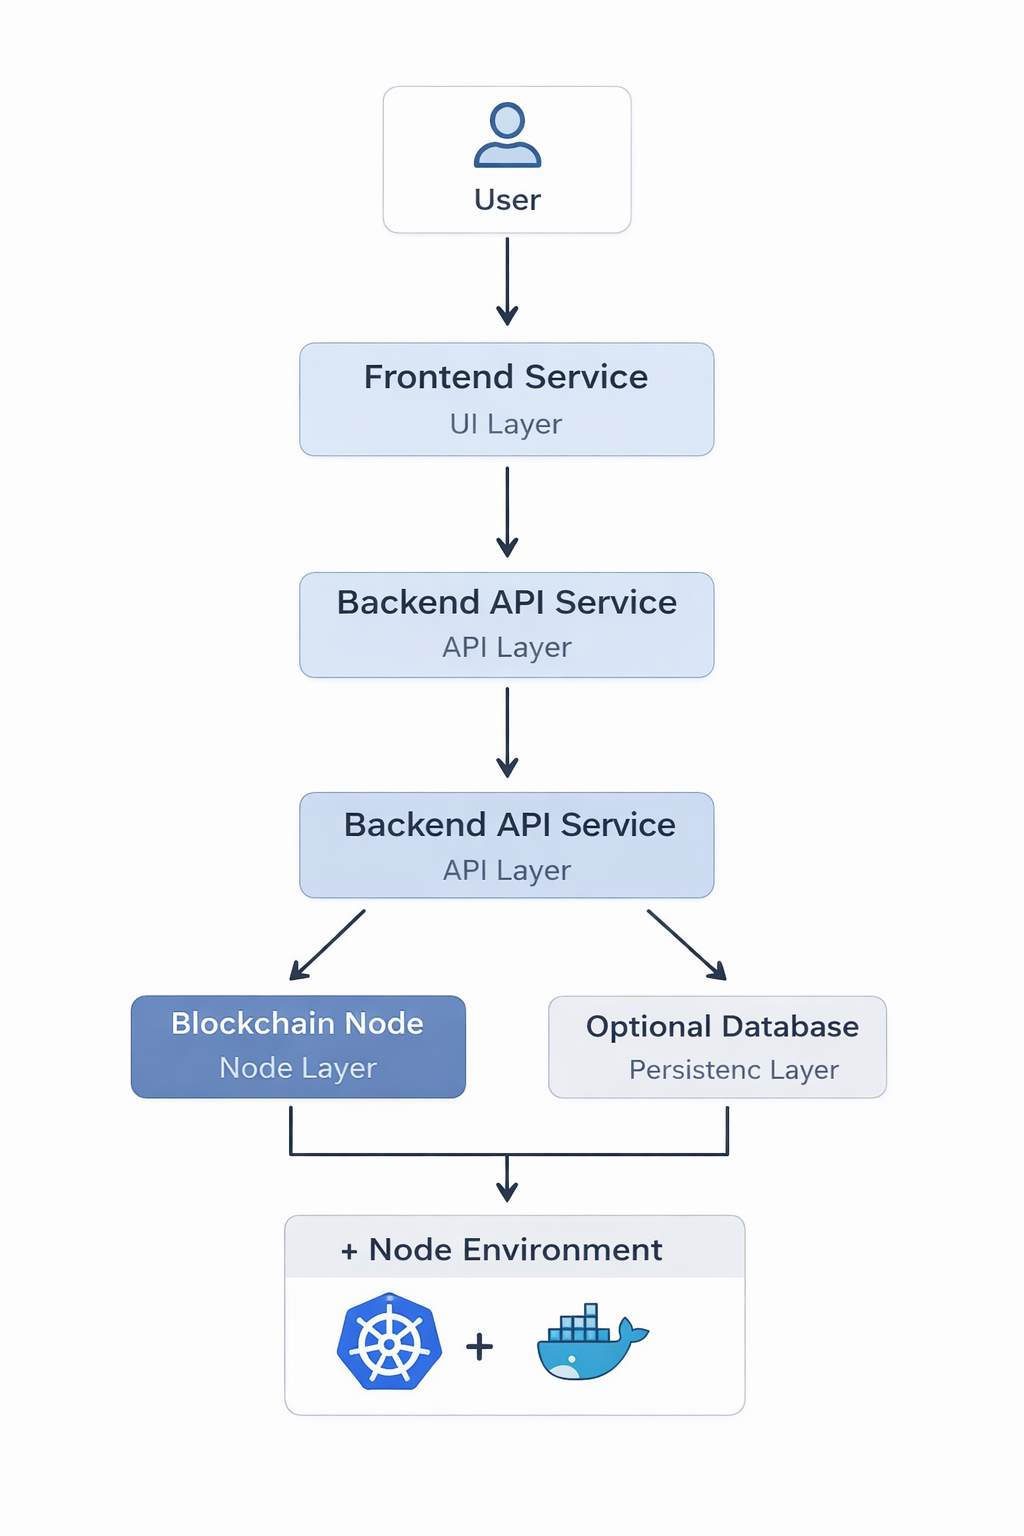 User
Frontend Service
UI Layer
Backend API Service
API Layer
Backend API Service
API Layer
Blockchain Node
Node Layer
Optional Database
Persistenc Layer
+ Node Environment
+